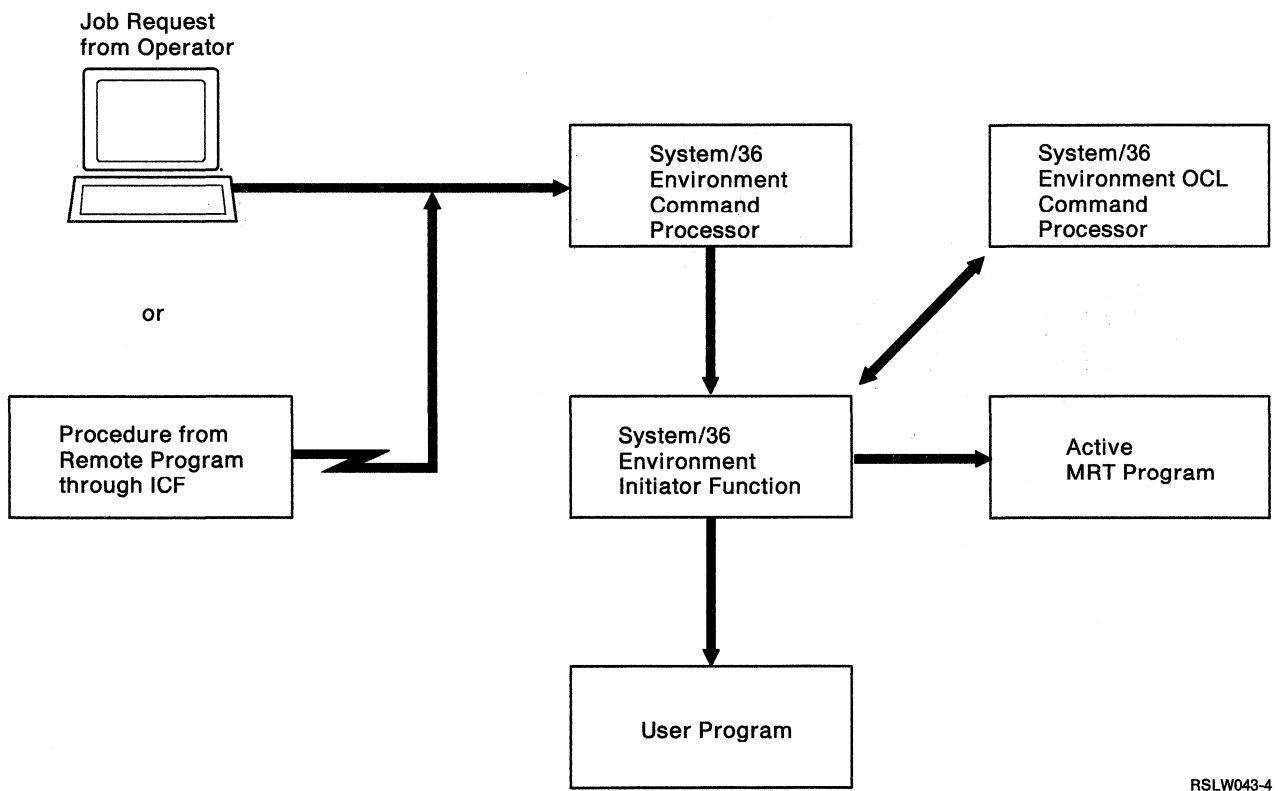 Job Request
from Operator
System/36
Environment
Command
Processor
System/36
Environment OCL
Command
Processor
or
Procedure from
Remote Program
through ICF
System/36
Environment
Initiator Function
Active
MRT Program
User Program
RSLW043-4